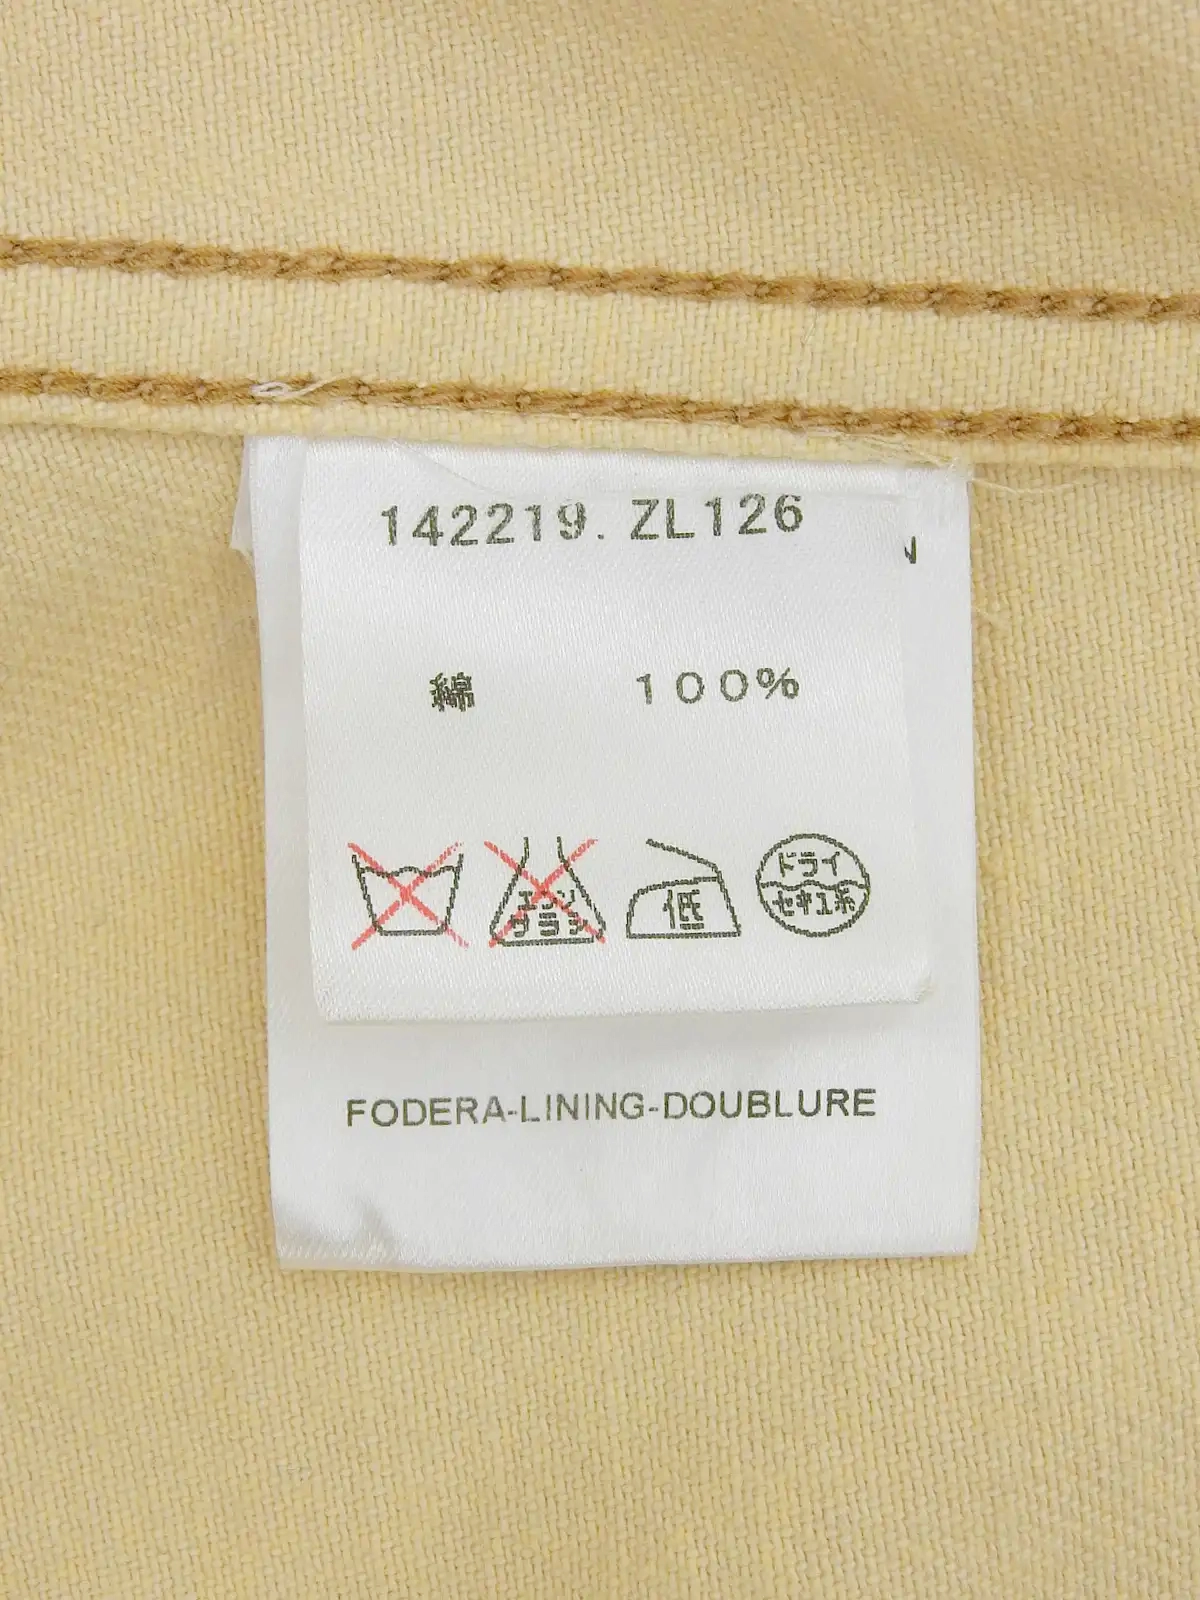 142219. ZL126
綿 100%
エンソ
サラシ
低
ドライ
セキユ系
FODERA-LINING-DOUBLURE